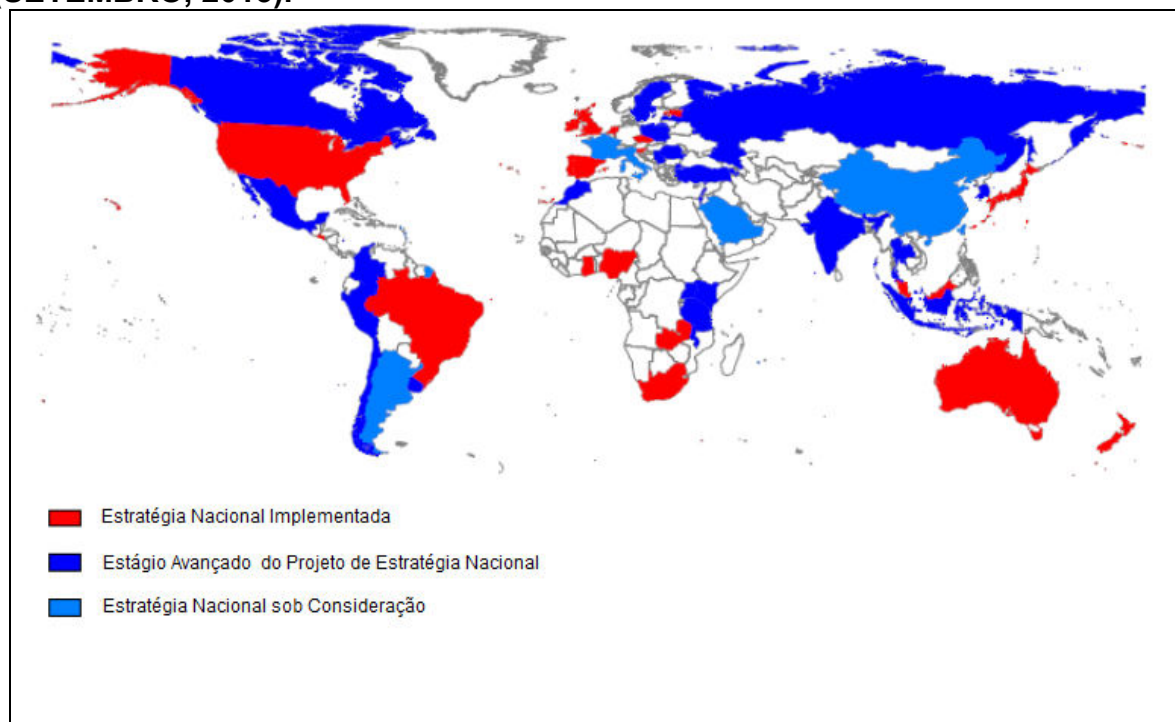 Estratégia Nacional Implementada
Estágio Avançado do Projeto de Estratégia Nacional
Estratégia Nacional sob Consideração